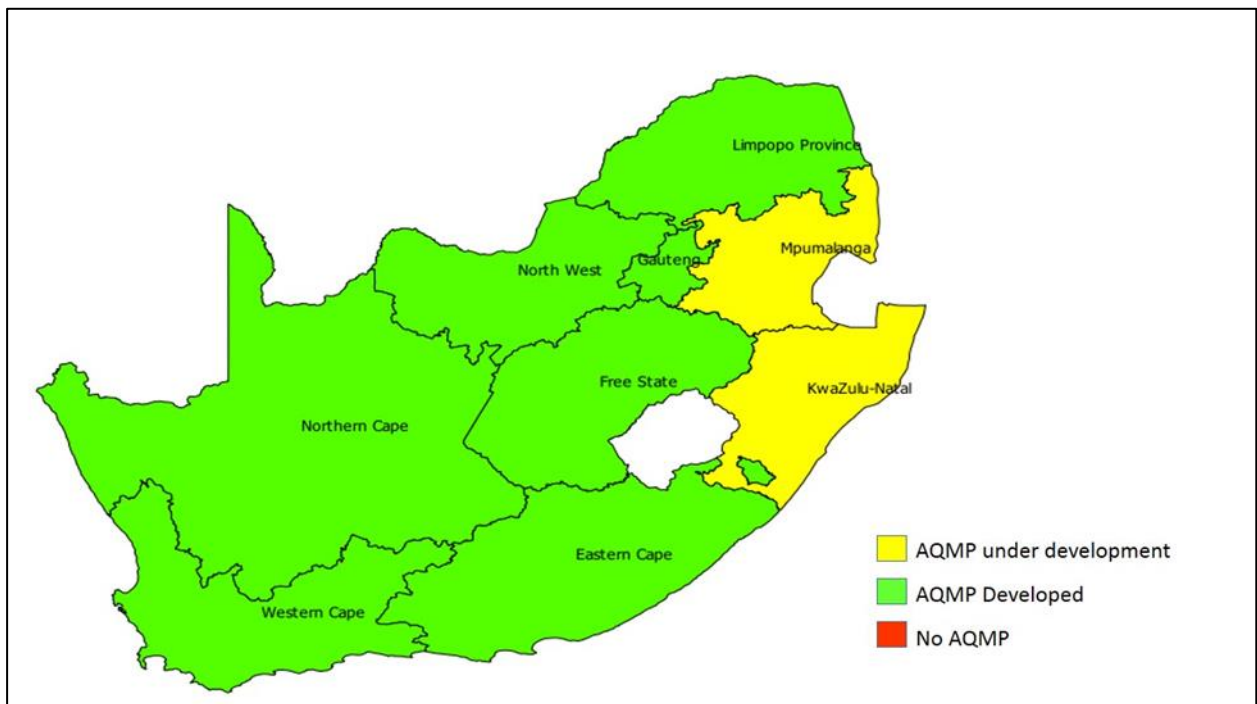 Limpopo Province
Mpumalanga
Gauteng
North West
Free State
KwaZulu-Natal
Northern Cape
Eastern Cape
Western Cape
AQMP under development
AQMP Developed
No AQMP